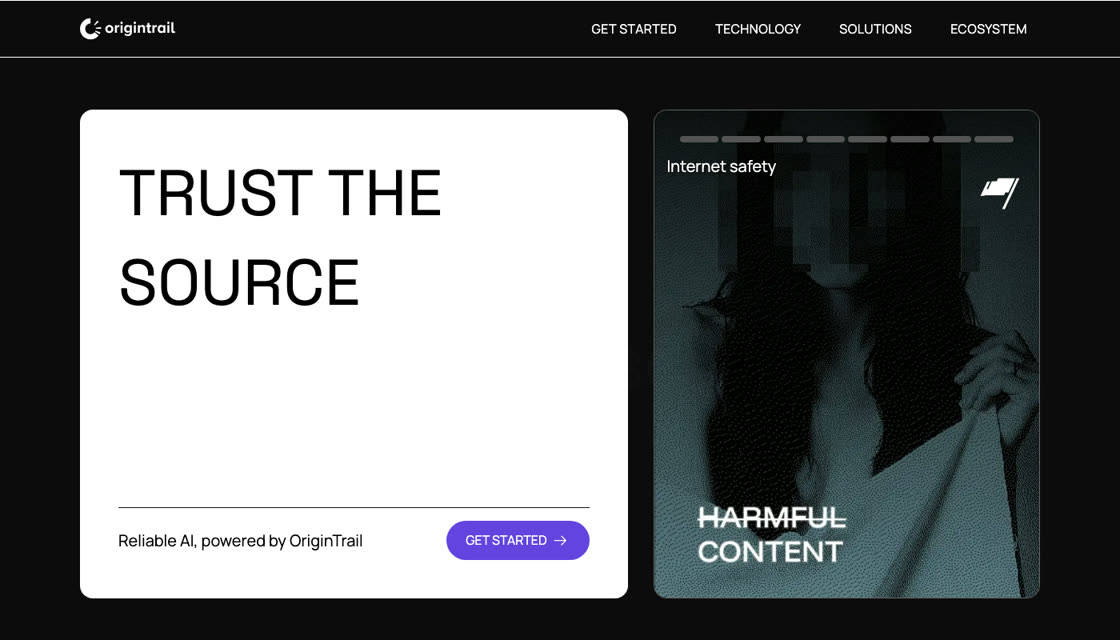 origintrail
GET STARTED
TECHNOLOGY
SOLUTIONS
ECOSYSTEM
TRUST THE
SOURCE
Reliable AI, powered by OriginTrail
GET STARTED
Internet safety
HARMFUL
CONTENT